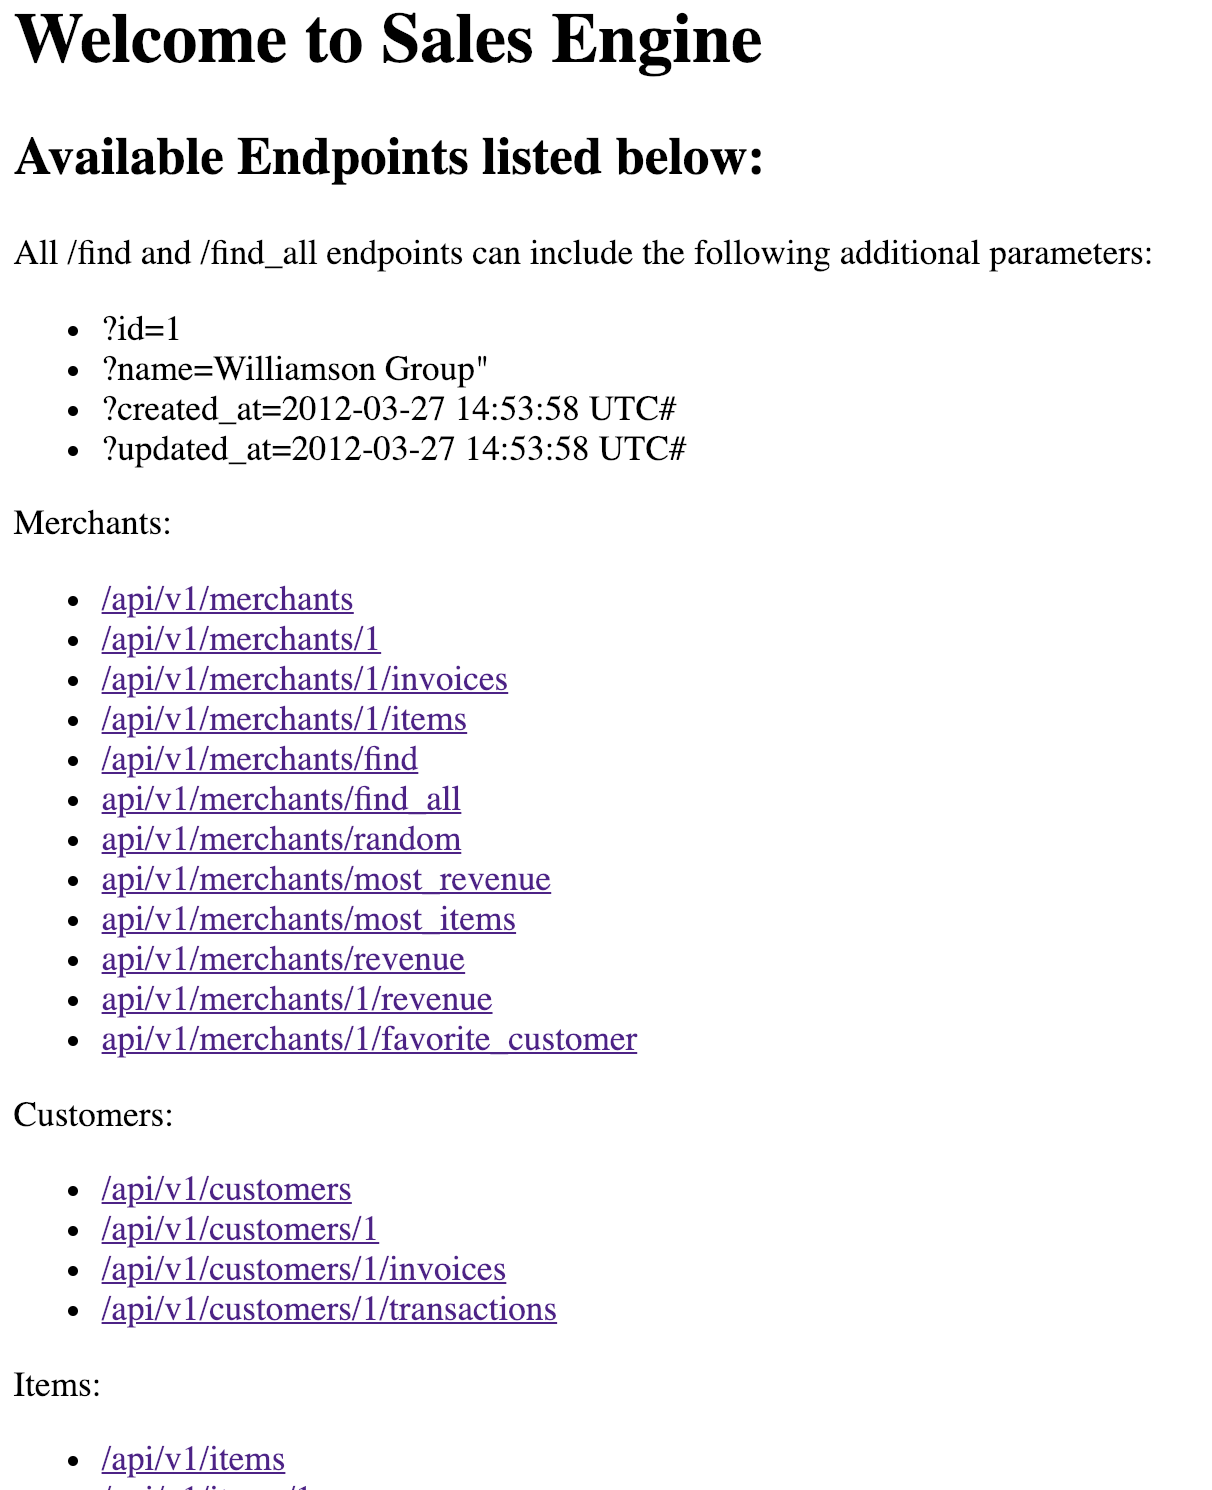 Welcome to Sales Engine
Available Endpoints listed below:
All /find and /find_all endpoints can include the following additional parameters:
• ?id=1
• ?name=Williamson Group"
• ?created_at=2012-03-27 14:53:58 UTC#
• ?updated_at=2012-03-27 14:53:58 UTC#
Merchants:
• /api/v1/merchants
• /api/v1/merchants/1
• /api/v1/merchants/1/invoices
• /api/v1/merchants/1/items
• /api/v1/merchants/find
• api/v1/merchants/find_all
• api/v1/merchants/random
• api/v1/merchants/most_revenue
• api/v1/merchants/most_items
• api/v1/merchants/revenue
• api/v1/merchants/1/revenue
• api/v1/merchants/1/favorite_customer
Customers:
• /api/v1/customers
• /api/v1/customers/1
• /api/v1/customers/1/invoices
• /api/v1/customers/1/transactions
Items:
• /api/v1/items